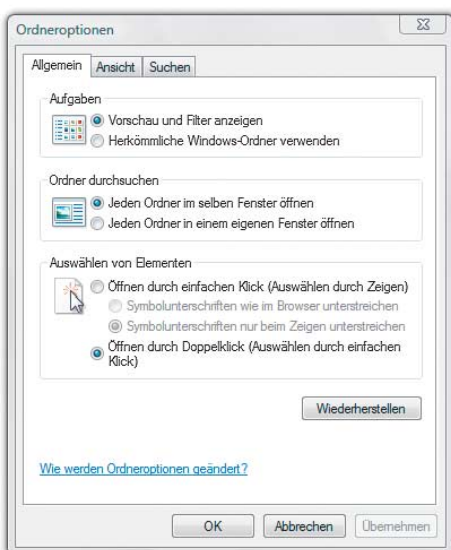 Ordneroptionen
Allgemein Ansicht Suchen
Aufgaben
Vorschau und Filter anzeigen
Herkömmliche Windows-Ordner verwenden
Ordner durchsuchen
Jeden Ordner im selben Fenster öffnen
Jeden Ordner in einem eigenen Fenster öffnen
Auswählen von Elementen
Öffnen durch einfachen Klick (Auswählen durch Zeigen)
Symbolunterschriften wie im Browser unterstreichen
Symbolunterschriften nur beim Zeigen unterstreichen
Öffnen durch Doppelklick (Auswählen durch einfachen
Klick)
Wiederherstellen
Wie werden Ordneroptionen geändert?
OK Abbrechen Übernehmen